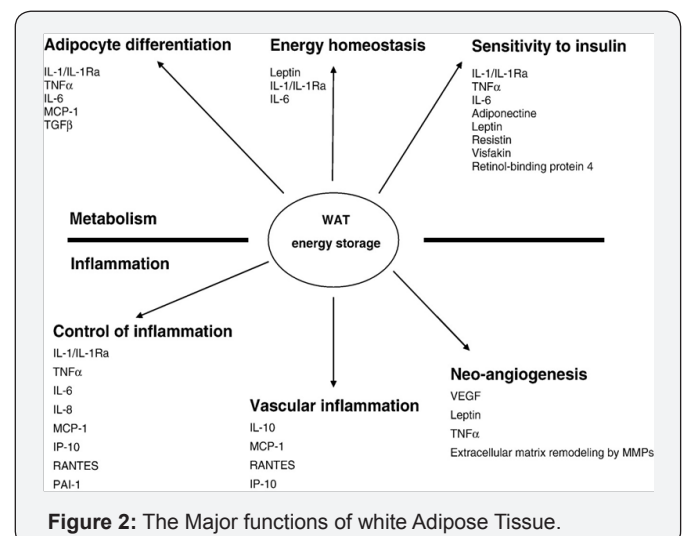 Adipocyte differentiation
IL-1/IL-1Ra
TNFα
IL-6
MCP-1
TGFβ
Energy homeostasis
Leptin
IL-1/IL-1Ra
IL-6
Sensitivity to insulin
IL-1/IL-1Ra
TNFα
IL-6
Adiponectine
Leptin
Resistin
Visfakin
Retinol-binding protein 4
WAT
energy storage
Metabolism
Inflammation
Control of inflammation
IL-1/IL-1Ra
TNFα
IL-6
IL-8
MCP-1
IP-10
RANTES
PAI-1
Vascular inflammation
IL-10
MCP-1
RANTES
IP-10
Neo-angiogenesis
VEGF
Leptin
TNFα
Extracellular matrix remodeling by MMPs
Figure 2: The Major functions of white Adipose Tissue.